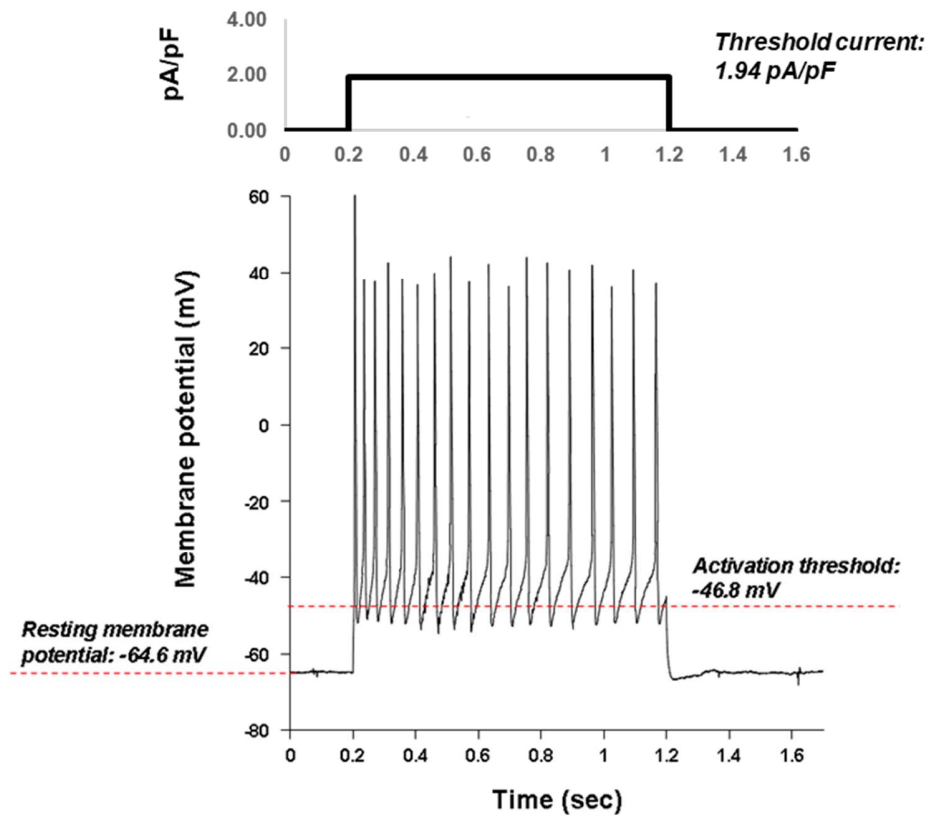 4.00
2.00
0.00
pA/pF
Threshold current:
1.94 pA/pF
0 0.2 0.4 0.6 0.8 1 1.2 1.4 1.6
60
40
20
0
-20
-40
-60
-80
Membrane potential (mV)
Activation threshold:
-46.8 mV
Resting membrane
potential: -64.6 mV
0 0.2 0.4 0.6 0.8 1 1.2 1.4 1.6
Time (sec)